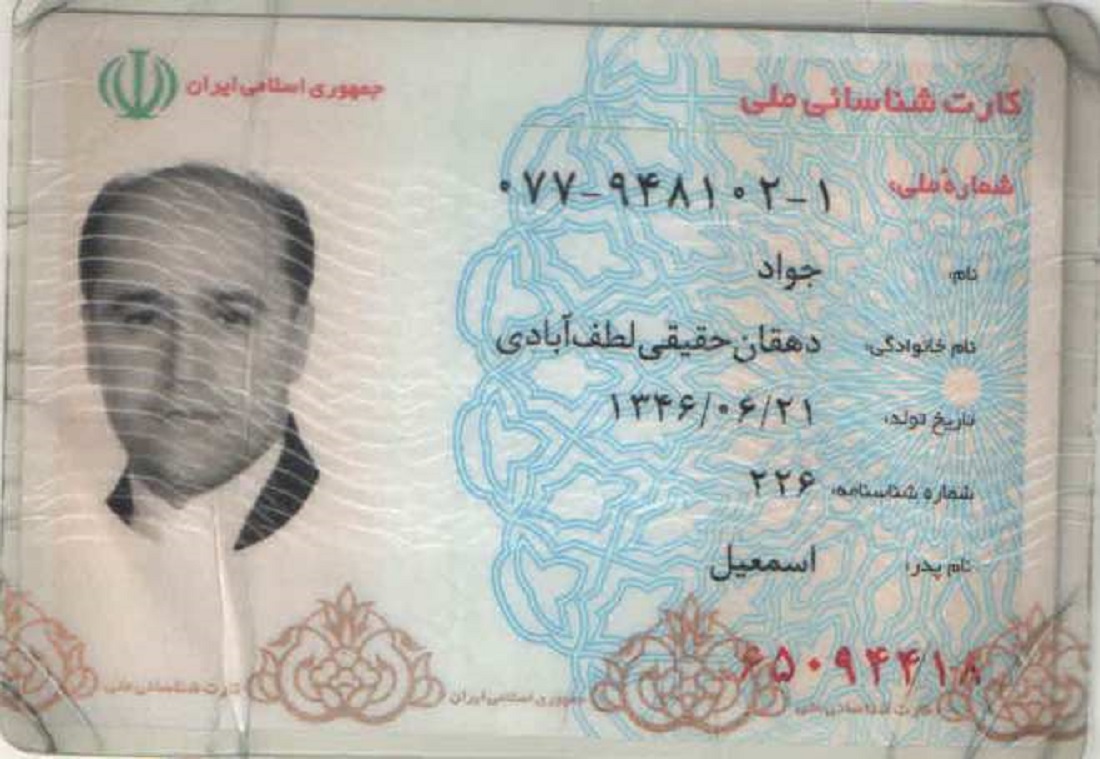 کارت شناسائی ملی
جمهوری اسلامی ایران
شمارهٔ ملی: ۰۷۷-۹۴۸۱۰۲-۱
نام: جواد
نام خانوادگی: دهقان حقیقی لطف‌آبادی
تاریخ تولد: ۱۳۴۶/۰۶/۲۱
شماره شناسنامه: ۲۲۶
نام پدر: اسمعیل
۶۵۰۹۴۴۱۸
کارت شناسائی ملی جمهوری اسلامی ایران کارت شناسائی ملی